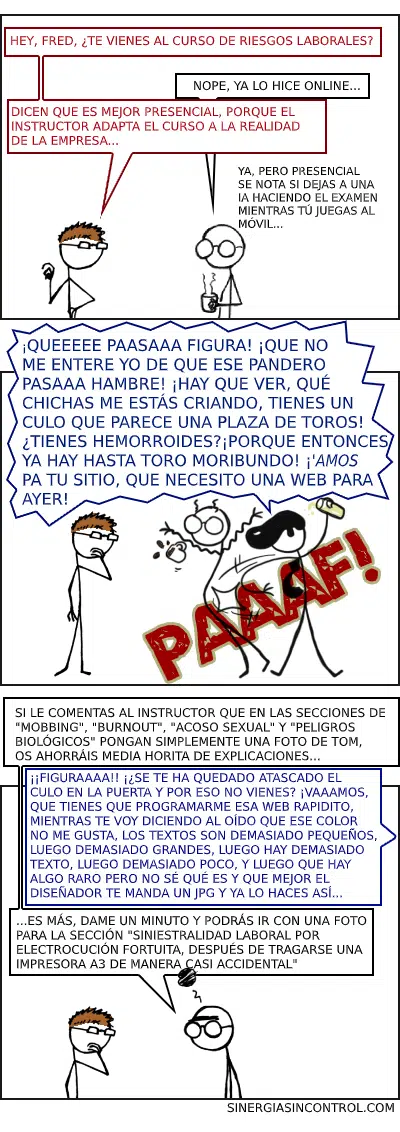 HEY, FRED, ¿TE VIENES AL CURSO DE RIESGOS LABORALES?
NOPE, YA LO HICE ONLINE...
DICEN QUE ES MEJOR PRESENCIAL, PORQUE EL
INSTRUCTOR ADAPTA EL CURSO A LA REALIDAD
DE LA EMPRESA...
YA, PERO PRESENCIAL
SE NOTA SI DEJAS A UNA
IA HACIENDO EL EXAMEN
MIENTRAS TÚ JUEGAS AL
MÓVIL...
¡QUEEEEE PAASAAA FIGURA! ¡QUE NO
ME ENTERE YO DE QUE ESE PANDERO
PASAAA HAMBRE! ¡HAY QUE VER, QUÉ
CHICHAS ME ESTÁS CRIANDO, TIENES UN
CULO QUE PARECE UNA PLAZA DE TOROS!
¿TIENES HEMORROIDES?¡PORQUE ENTONCES
YA HAY HASTA TORO MORIBUNDO! ¡'AMOS
PA TU SITIO, QUE NECESITO UNA WEB PARA
AYER!
PAAAF!
SI LE COMENTAS AL INSTRUCTOR QUE EN LAS SECCIONES DE
"MOBBING", "BURNOUT", "ACOSO SEXUAL" Y "PELIGROS
BIOLÓGICOS" PONGAN SIMPLEMENTE UNA FOTO DE TOM,
OS AHORRÁIS MEDIA HORITA DE EXPLICACIONES...
¡¡FIGURAAAA!! ¡¿SE TE HA QUEDADO ATASCADO EL
CULO EN LA PUERTA Y POR ESO NO VIENES? ¡VAAAMOS,
QUE TIENES QUE PROGRAMARME ESA WEB RAPIDITO,
MIENTRAS TE VOY DICIENDO AL OÍDO QUE ESE COLOR
NO ME GUSTA, LOS TEXTOS SON DEMASIADO PEQUEÑOS,
LUEGO DEMASIADO GRANDES, LUEGO HAY DEMASIADO
TEXTO, LUEGO DEMASIADO POCO, Y LUEGO QUE HAY
ALGO RARO PERO NO SÉ QUÉ ES Y QUE MEJOR EL
DISEÑADOR TE MANDA UN JPG Y YA LO HACES ASÍ...
...ES MÁS, DAME UN MINUTO Y PODRÁS IR CON UNA FOTO
PARA LA SECCIÓN "SINIESTRALIDAD LABORAL POR
ELECTROCUCIÓN FORTUITA, DESPUÉS DE TRAGARSE UNA
IMPRESORA A3 DE MANERA CASI ACCIDENTAL"
SINERGIASINCONTROL.COM